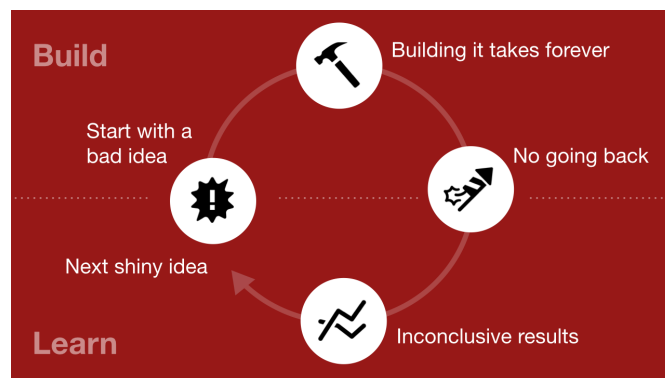 Build
Building it takes forever
Start with a
bad idea
No going back
Next shiny idea
Inconclusive results
Learn